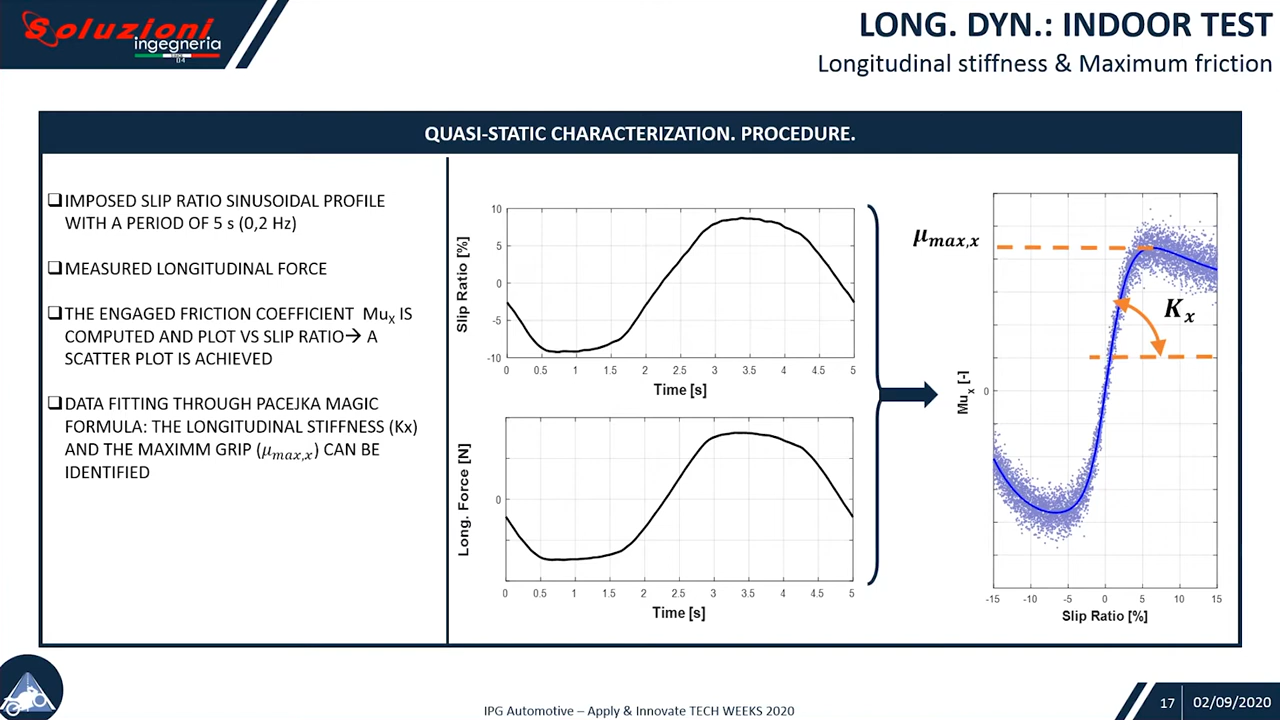 Soluzioni
ingegneria
LONG. DYN.: INDOOR TEST
Longitudinal stiffness & Maximum friction
QUASI-STATIC CHARACTERIZATION. PROCEDURE.
❑IMPOSED SLIP RATIO SINUSOIDAL PROFILE
WITH A PERIOD OF 5 s (0,2 Hz)
❑MEASURED LONGITUDINAL FORCE
❑THE ENGAGED FRICTION COEFFICIENT Mux IS
COMPUTED AND PLOT VS SLIP RATIO→ A
SCATTER PLOT IS ACHIEVED
❑DATA FITTING THROUGH PACEJKA MAGIC
FORMULA: THE LONGITUDINAL STIFFNESS (Kx)
AND THE MAXIMM GRIP (μmax,x) CAN BE
IDENTIFIED
Slip Ratio [%]
10
5
0
-5
-10
0 0.5 1 1.5 2 2.5 3 3.5 4 4.5 5
Time [s]
Long. Force [N]
0
0 0.5 1 1.5 2 2.5 3 3.5 4 4.5 5
Time [s]
μmax,x
Kx
Mux [-]
0
-15 -10 -5 0 5 10 15
Slip Ratio [%]
IPG Automotive – Apply & Innovate TECH WEEKS 2020
17
02/09/2020